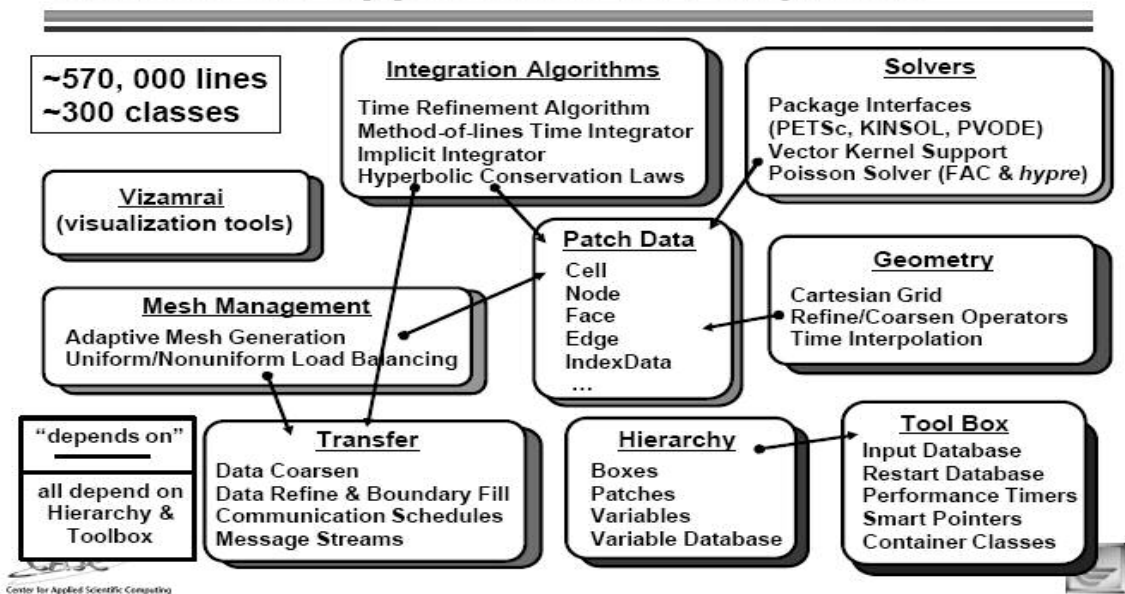 ~570, 000 lines
~300 classes
Integration Algorithms
Time Refinement Algorithm
Method-of-lines Time Integrator
Implicit Integrator
Hyperbolic Conservation Laws
Solvers
Package Interfaces
(PETSc, KINSOL, PVODE)
Vector Kernel Support
Poisson Solver (FAC & hypre)
Vizamrai
(visualization tools)
Patch Data
Cell
Node
Face
Edge
IndexData
...
Geometry
Cartesian Grid
Refine/Coarsen Operators
Time Interpolation
Mesh Management
Adaptive Mesh Generation
Uniform/Nonuniform Load Balancing
“depends on”
all depend on
Hierarchy &
Toolbox
Transfer
Data Coarsen
Data Refine & Boundary Fill
Communication Schedules
Message Streams
Hierarchy
Boxes
Patches
Variables
Variable Database
Tool Box
Input Database
Restart Database
Performance Timers
Smart Pointers
Container Classes
Center for Applied Scientific Computing